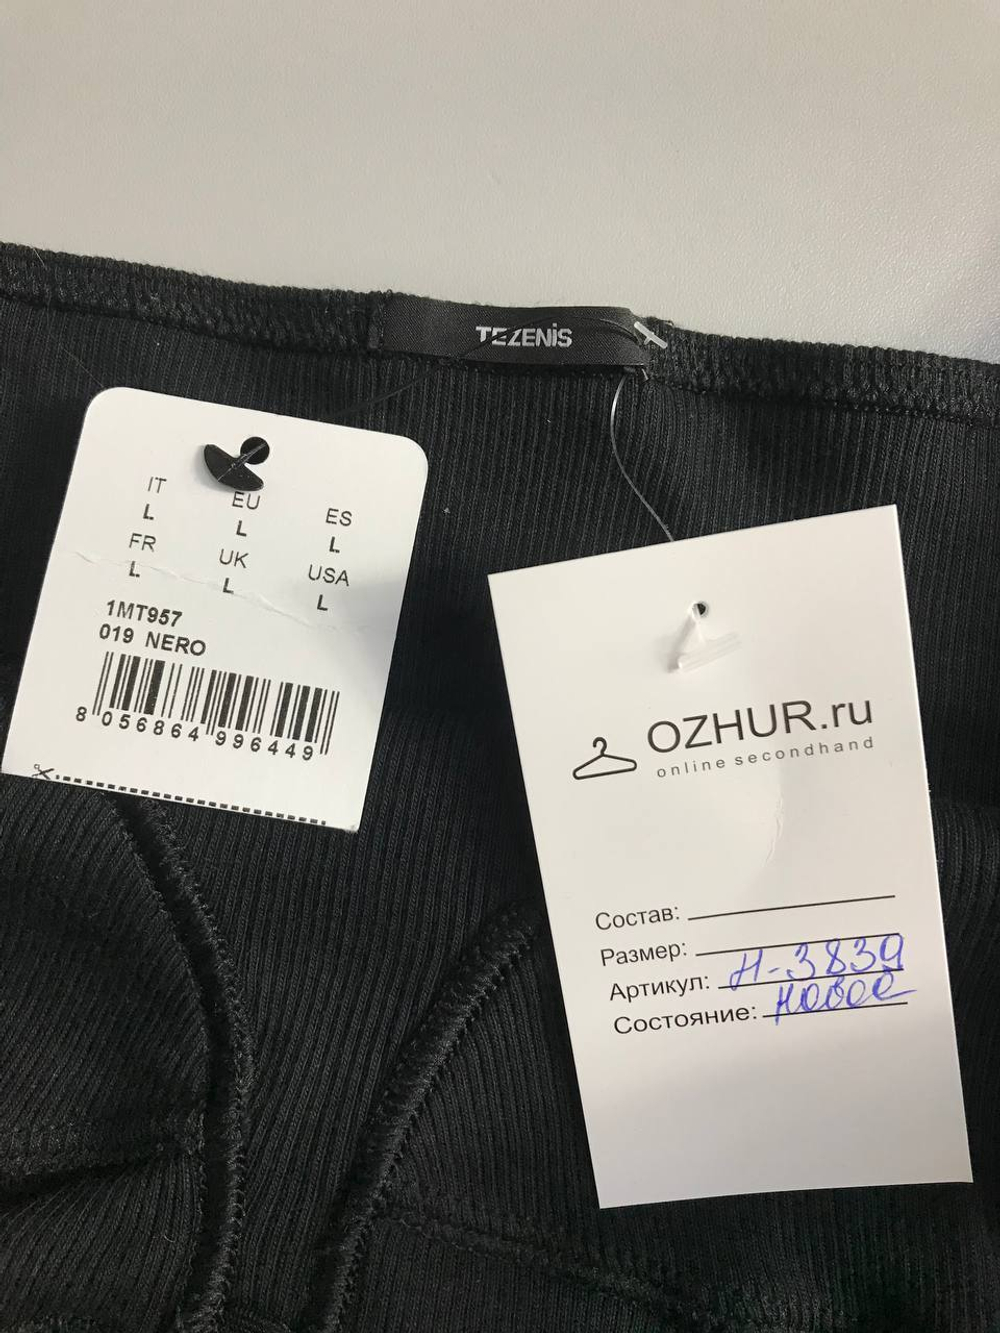 TEZENIS
IT EU ES
L L L
FR UK USA
L L L
1MT957
019 NERO
8 056864 996449
OZHUR.ru
online secondhand
Состав:
Размер:
Артикул: Н-3839
Состояние: новое